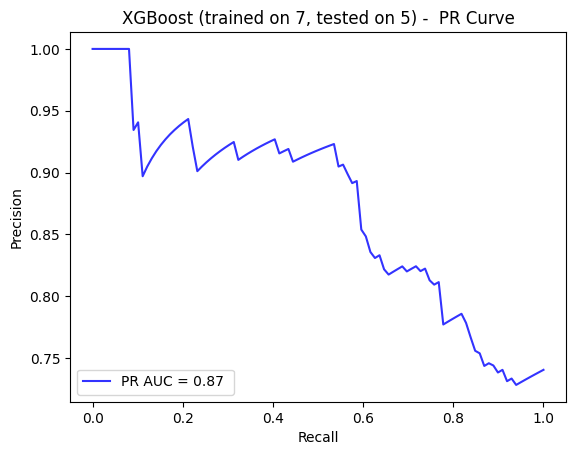 XGBoost (trained on 7, tested on 5) -  PR Curve
1.00
0.95
0.90
0.85
0.80
0.75
Precision
PR AUC = 0.87
0.0 0.2 0.4 0.6 0.8 1.0
Recall